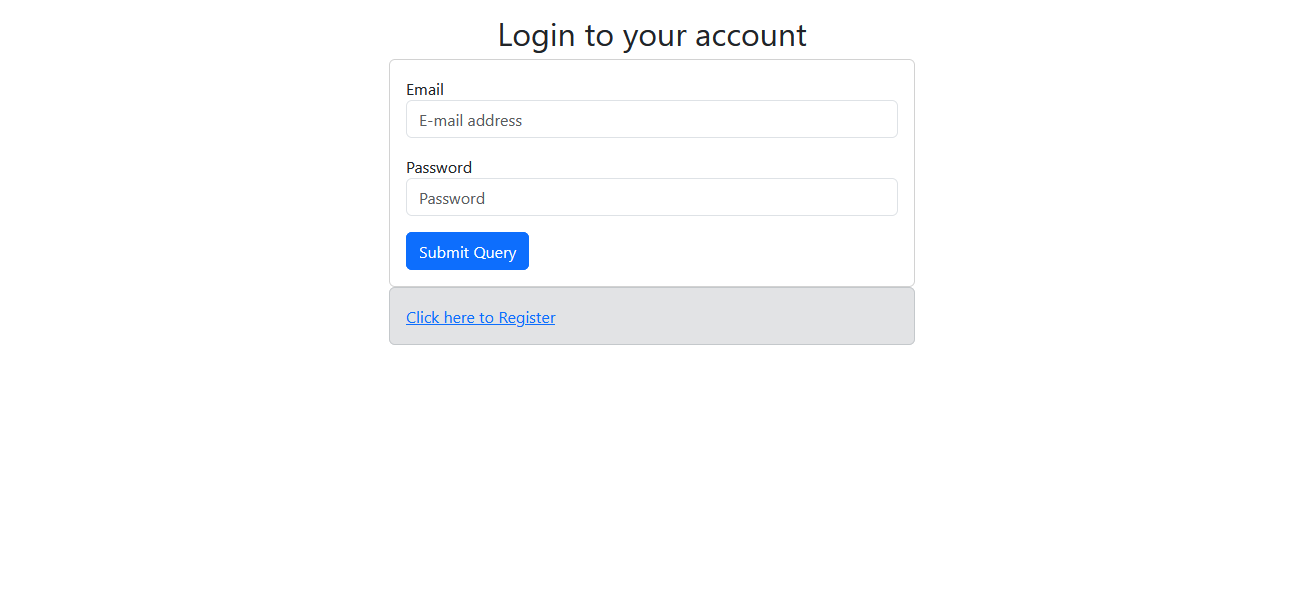 Login to your account
Email
E-mail address
Password
Password
Submit Query
Click here to Register